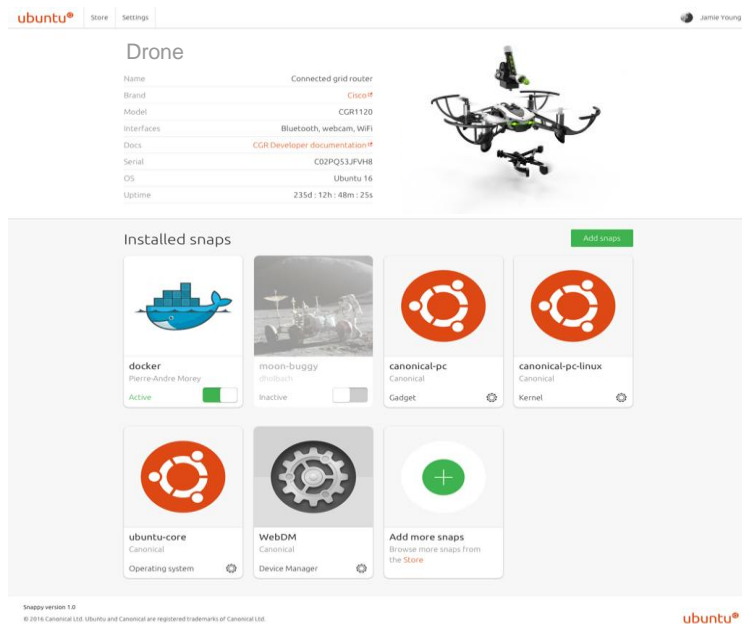 ubuntu®
Store
Settings
Jamie Young
Drone
Name Connected grid router
Brand Cisco
Model CGR1120
Interfaces Bluetooth, webcam, WiFi
Docs CGR Developer documentation
Serial C02PQ53JFVH8
OS Ubuntu 16
Uptime 235d : 12h : 48m : 25s
Installed snaps
Add snaps
docker
Pierre-Andre Morey
Active
moon-buggy
dholbach
Inactive
canonical-pc
Canonical
Gadget
canonical-pc-linux
Canonical
Kernel
ubuntu-core
Canonical
Operating system
WebDM
Canonical
Device Manager
Add more snaps
Browse more snaps from
the Store
Snappy version 1.0
© 2016 Canonical Ltd. Ubuntu and Canonical are registered trademarks of Canonical Ltd.
ubuntu®